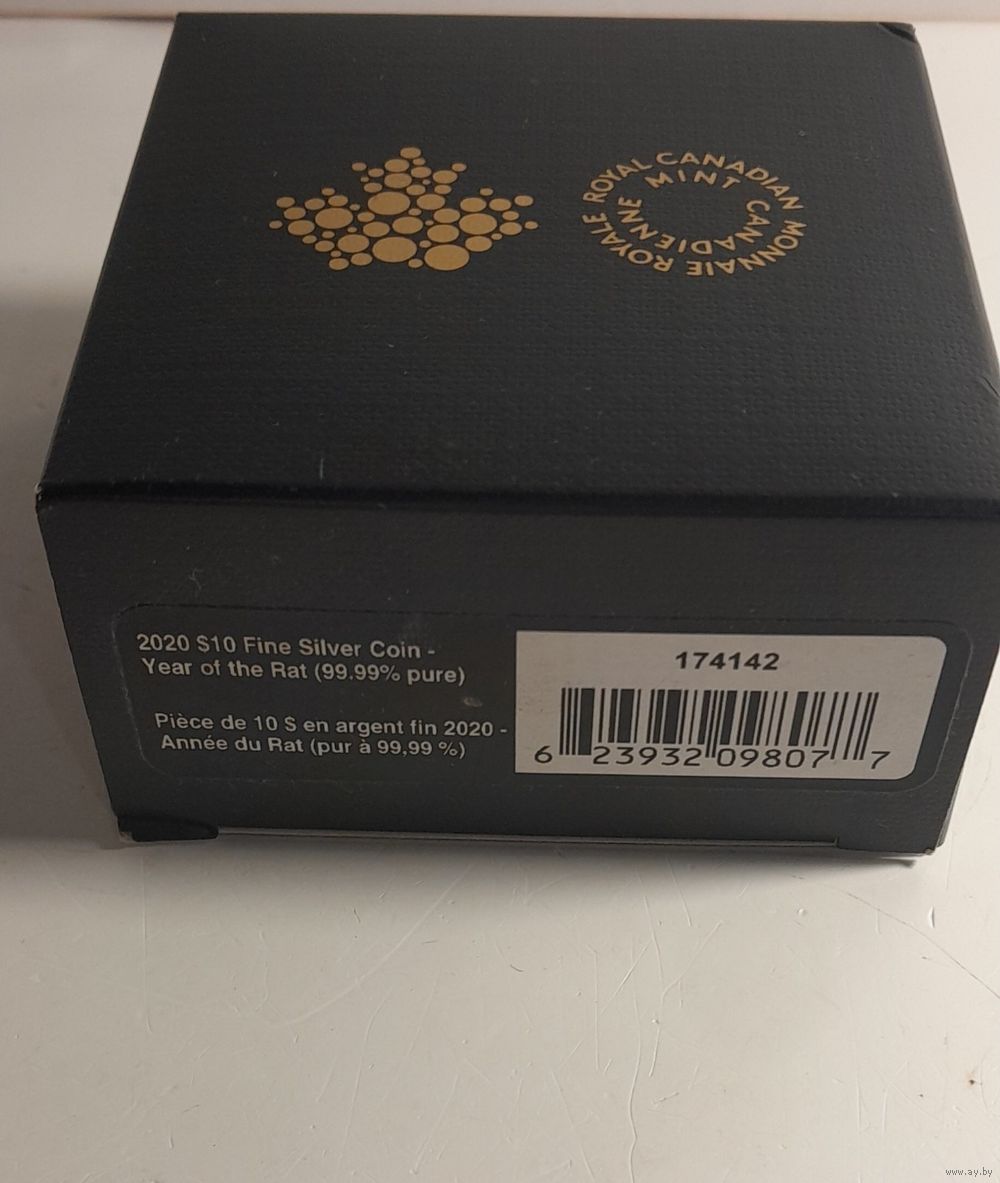 ROYAL CANADIAN MINT
MONNAIE ROYALE CANADIENNE
2020 $10 Fine Silver Coin -
Year of the Rat (99.99% pure)
Pièce de 10 $ en argent fin 2020 -
Année du Rat (pur à 99,99 %)
174142
6 23932 09807 7
www.ay.by